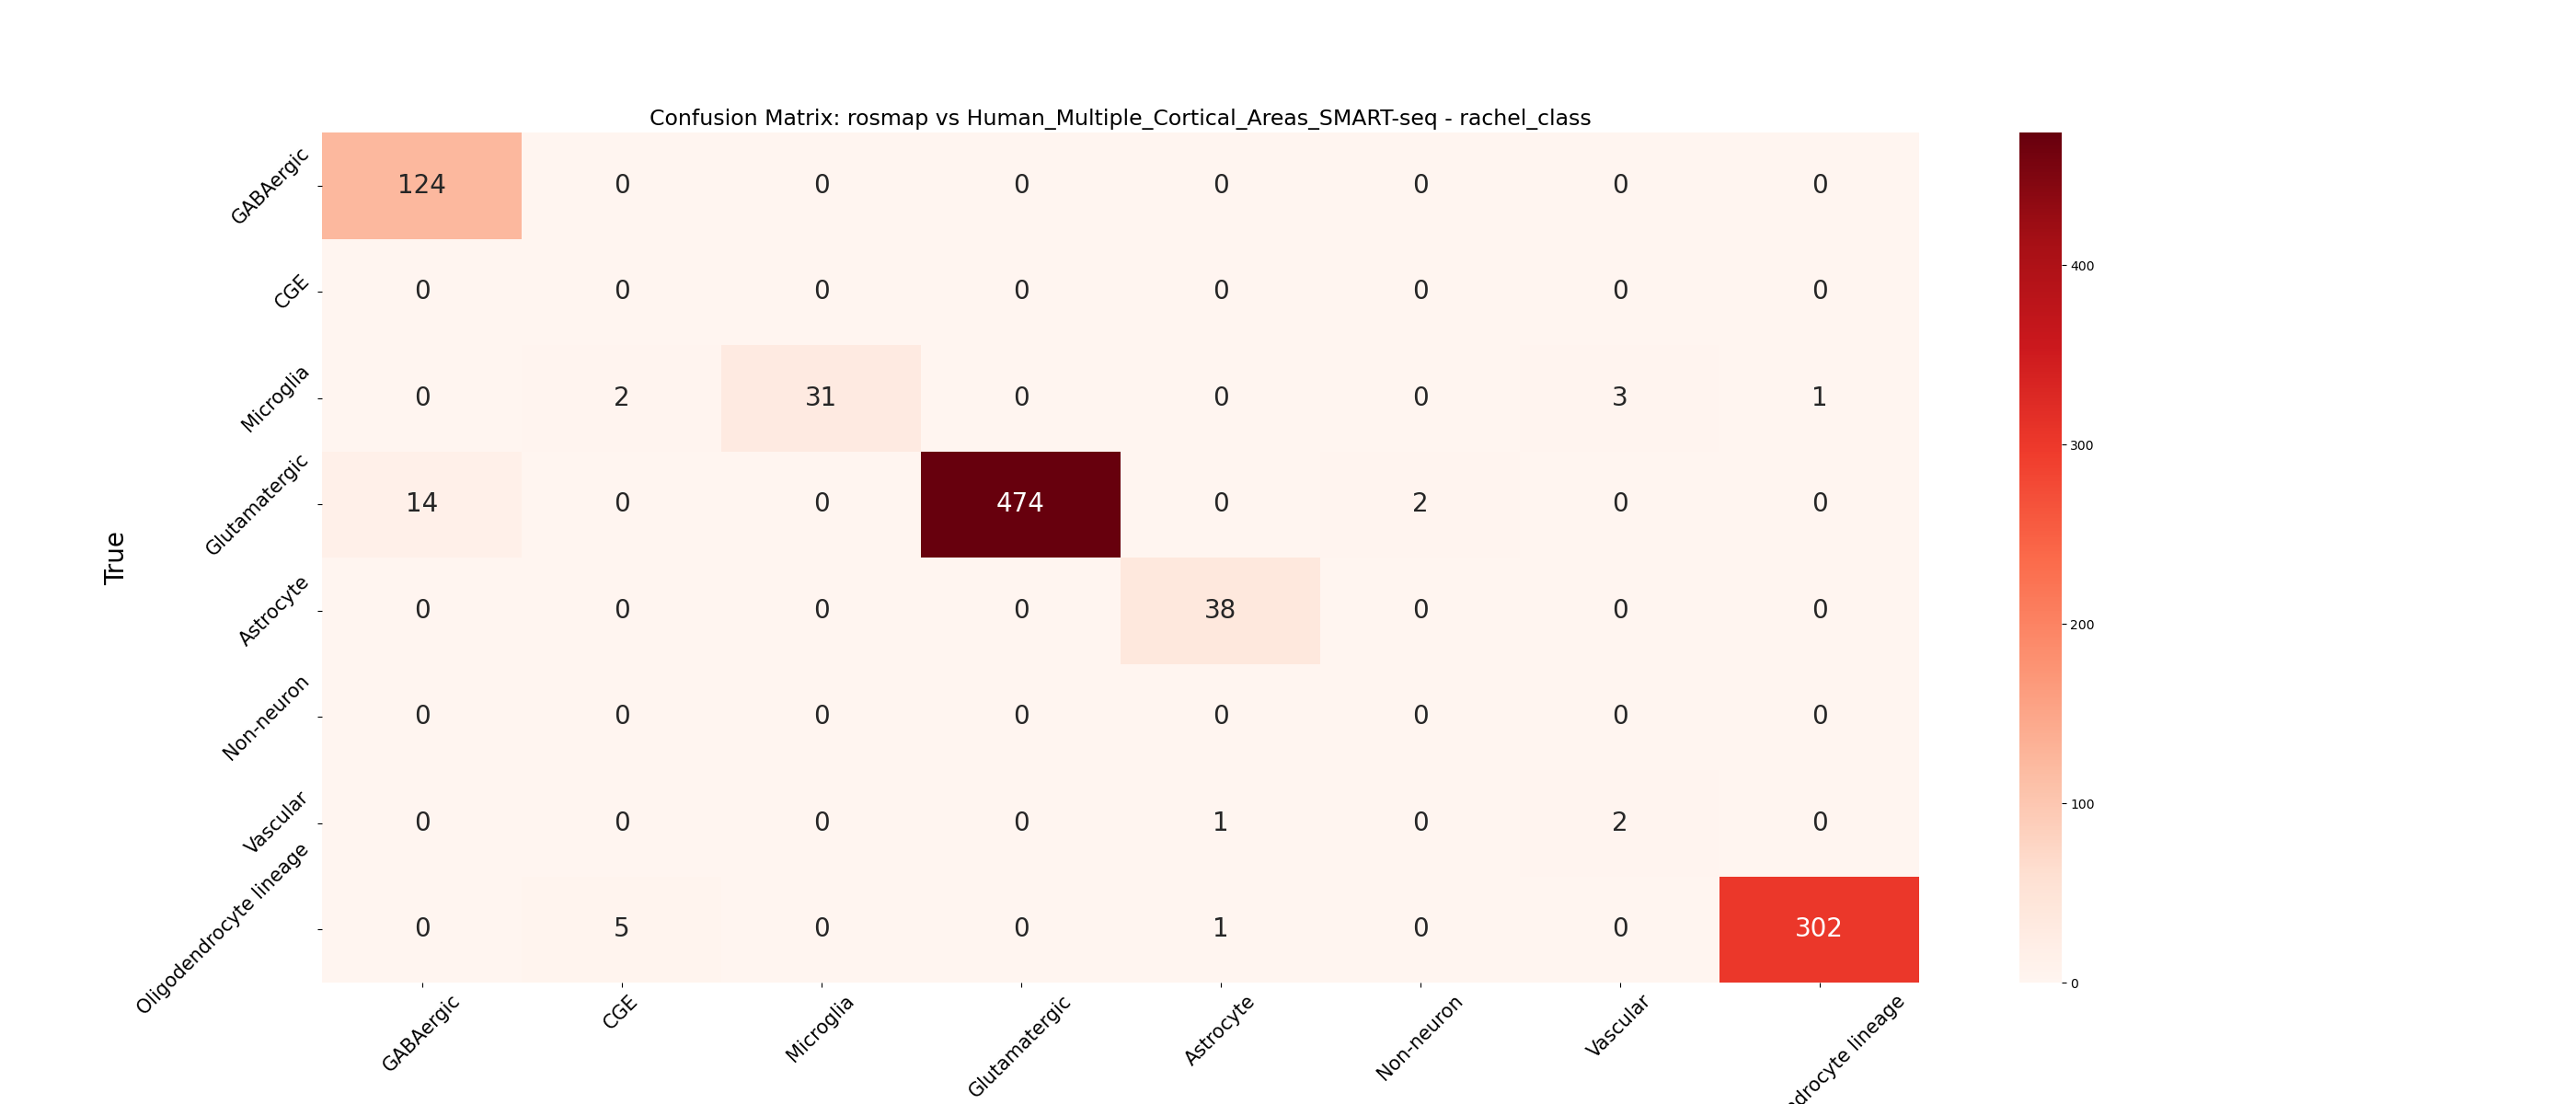 Confusion Matrix: rosmap vs Human_Multiple_Cortical_Areas_SMART-seq - rachel_class
True
GABAergic 124 0 0 0 0 0 0 0
CGE 0 0 0 0 0 0 0 0
Microglia 0 2 31 0 0 0 3 1
Glutamatergic 14 0 0 474 0 2 0 0
Astrocyte 0 0 0 0 38 0 0 0
Non-neuron 0 0 0 0 0 0 0 0
Vascular 0 0 0 0 1 0 2 0
Oligodendrocyte lineage 0 5 0 0 1 0 0 302
GABAergic CGE Microglia Glutamatergic Astrocyte Non-neuron Vascular lineage
400
300
200
100
0